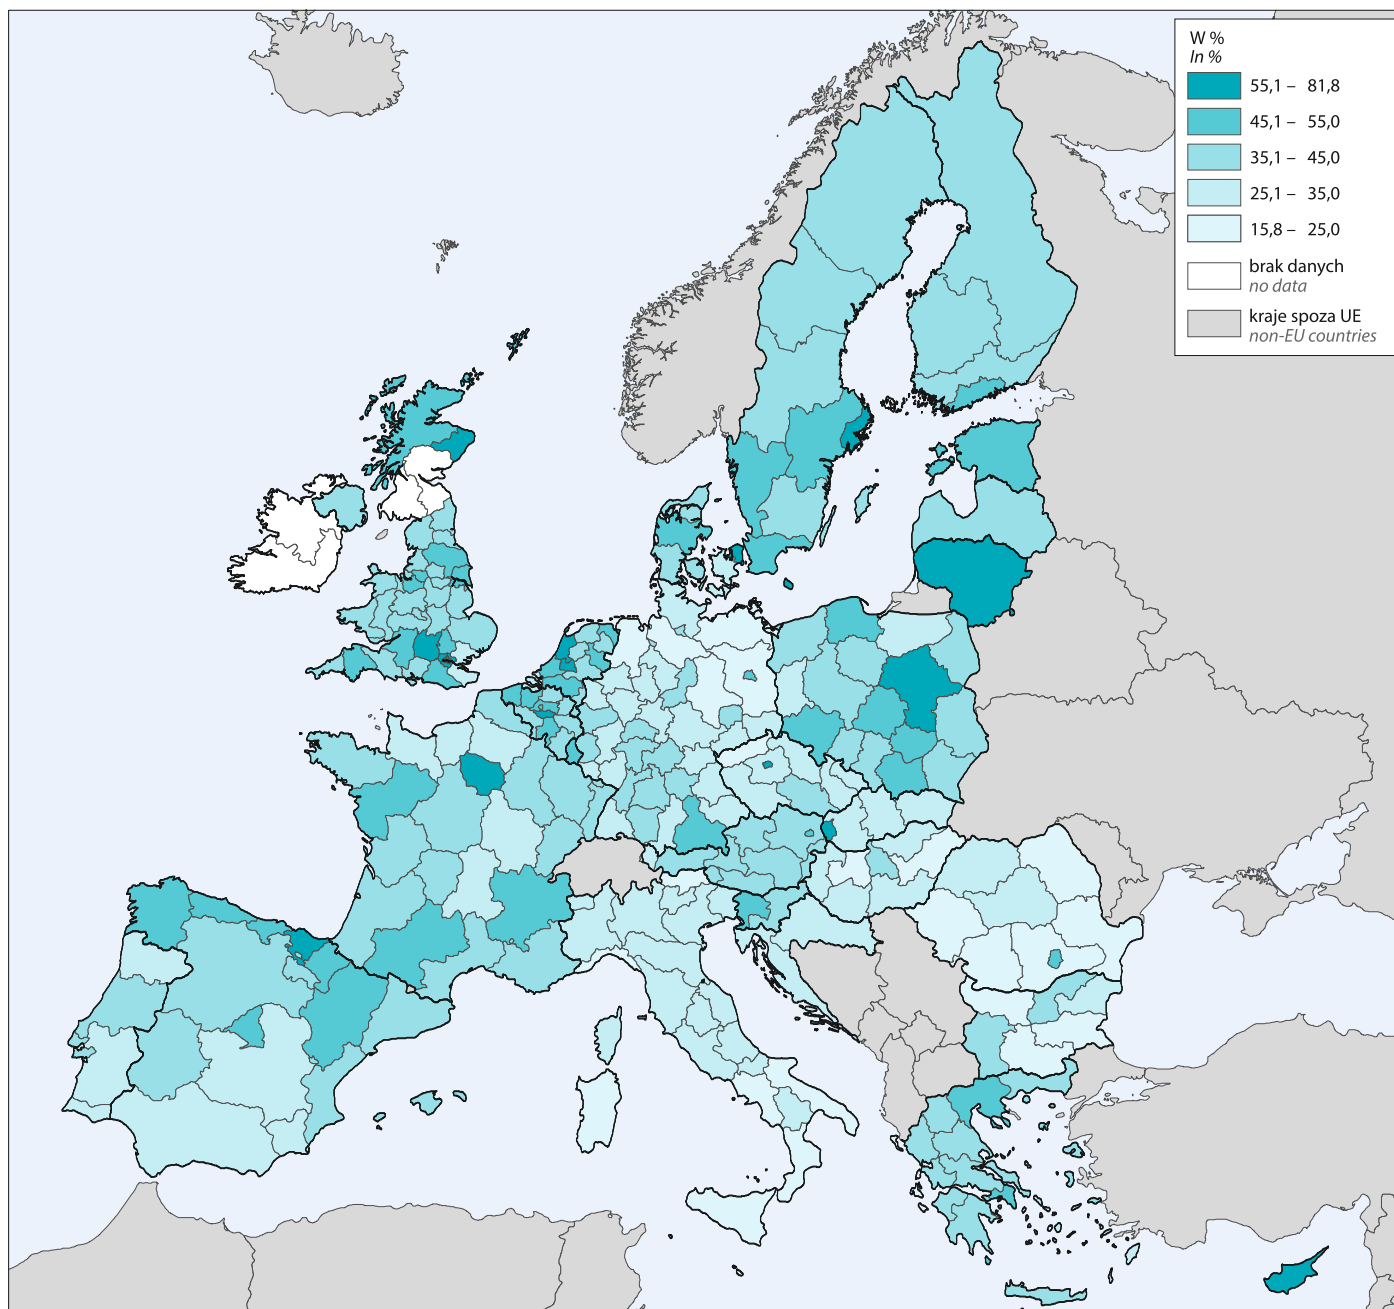 W %
In %
55,1 – 81,8
45,1 – 55,0
35,1 – 45,0
25,1 – 35,0
15,8 – 25,0
brak danych
no data
kraje spoza UE
non-EU countries